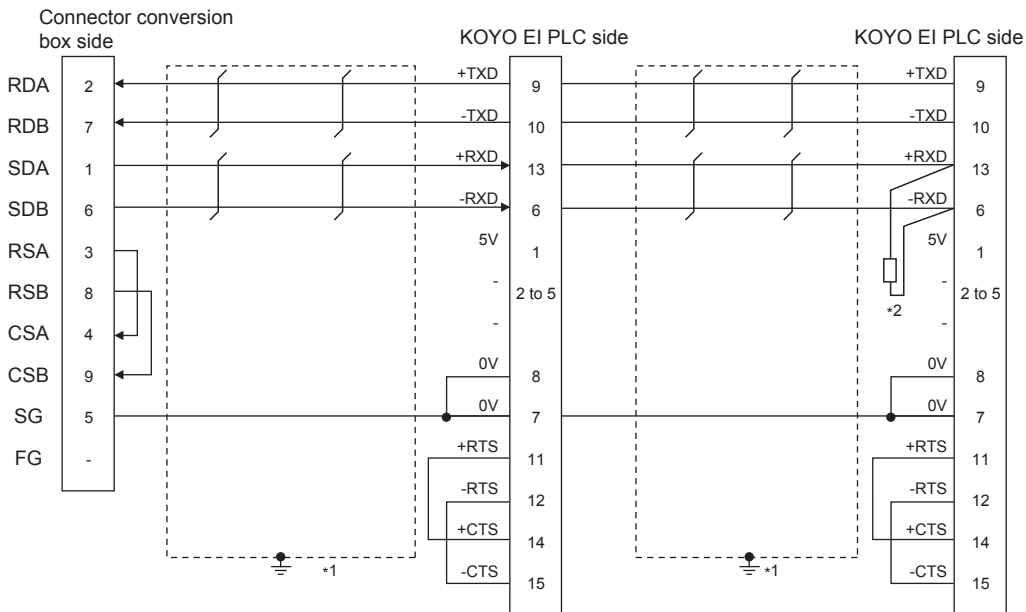 Connector conversion
box side
KOYO EI PLC side
KOYO EI PLC side
RDA 2 +TXD 9 +TXD 9
RDB 7 -TXD 10 -TXD 10
SDA 1 +RXD 13 +RXD 13
SDB 6 -RXD 6 -RXD 6
RSA 3 5V 1 5V 1
RSB 8 - 2 to 5 - 2 to 5
*2
CSA 4 - -
CSB 9 0V 8 0V 8
SG 5 0V 7 0V 7
FG - +RTS 11 +RTS 11
-RTS 12 -RTS 12
+CTS 14 +CTS 14
*1 -CTS 15 *1 -CTS 15